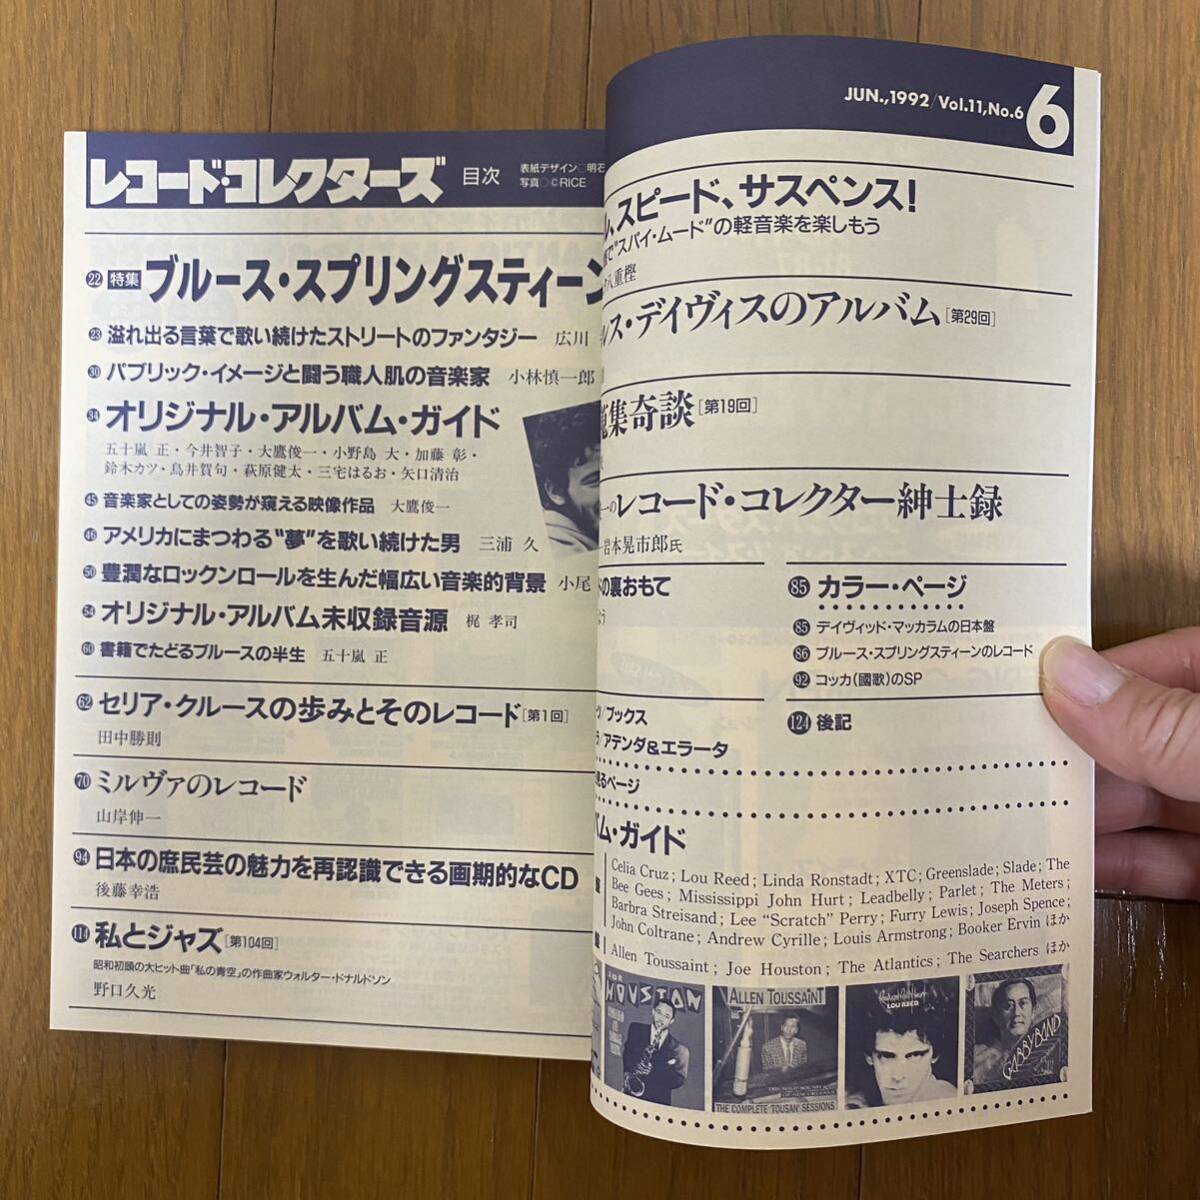 レコード・コレクターズ 目次
表紙デザイン○明石
写真○©RICE
㉒ 特集 ブルース・スプリングスティーン
㉓ 溢れ出る言葉で歌い続けたストリートのファンタジー 広川
㉚ パブリック・イメージと闘う職人肌の音楽家 小林慎一郎
㉞ オリジナル・アルバム・ガイド
五十嵐 正・今井智子・大鷹俊一・小野島 大・加藤 彰・
鈴木カツ・鳥井賀句・萩原健太・三宅はるお・矢口清治
㊺ 音楽家としての姿勢が窺える映像作品 大鷹俊一
㊻ アメリカにまつわる“夢”を歌い続けた男 三浦 久
㊿ 豊潤なロックンロールを生んだ幅広い音楽的背景 小尾
54 オリジナル・アルバム未収録音源 梶 孝司
60 書籍でたどるブルースの半生 五十嵐 正
62 セリア・クルースの歩みとそのレコード[第1回]
田中勝則
70 ミルヴァのレコード
山岸伸一
94 日本の庶民芸の魅力を再認識できる画期的なCD
後藤幸浩
111 私とジャズ[第104回]
昭和初頭の大ヒット曲「私の青空」の作曲家ウォルター・ドナルドソン
野口久光
JUN.,1992/Vol.11,No.6 6
、スピード、サスペンス!
で“スパイ・ムード”の軽音楽を楽しもう
八重樫
ス・デイヴィスのアルバム[第29回]
蒐集奇談[第19回]
ーのレコード・コレクター紳士録
岩本晃市郎氏
の裏おもて
85 カラー・ページ
85 デイヴィッド・マッカラムの日本盤
86 ブルース・スプリングスティーンのレコード
92 コッカ(國歌)のSP
124 後記
ブックス
アデンダ&エラータ
るページ
ム・ガイド
Celia Cruz ; Lou Reed ; Linda Ronstadt ; XTC ; Greenslade ; Slade ; The
Bee Gees ; Mississippi John Hurt ; Leadbelly ; Parlet ; The Meters ;
Barbra Streisand ; Lee “Scratch” Perry ; Furry Lewis ; Joseph Spence ;
John Coltrane ; Andrew Cyrille ; Louis Armstrong ; Booker Ervin ほか
Allen Toussaint ; Joe Houston ; The Atlantics ; The Searchers ほか
JOE
HOUSTON
ALLEN TOUSSAINT
THE COMPLETE 'TOUSAN' SESSIONS
LOU REED
GABBY BAND